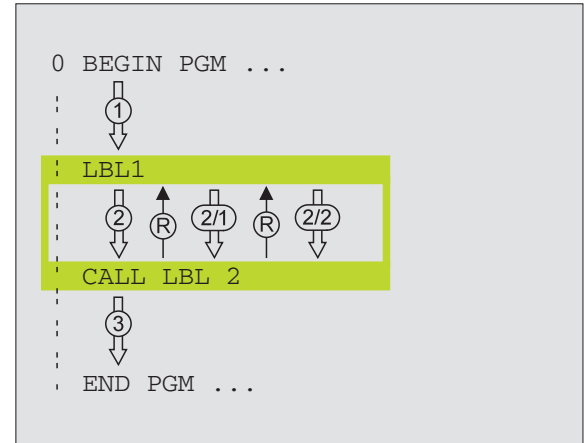 0 BEGIN PGM ...
1
LBL1
2 R 2/1 R 2/2
CALL LBL 2
3
END PGM ...